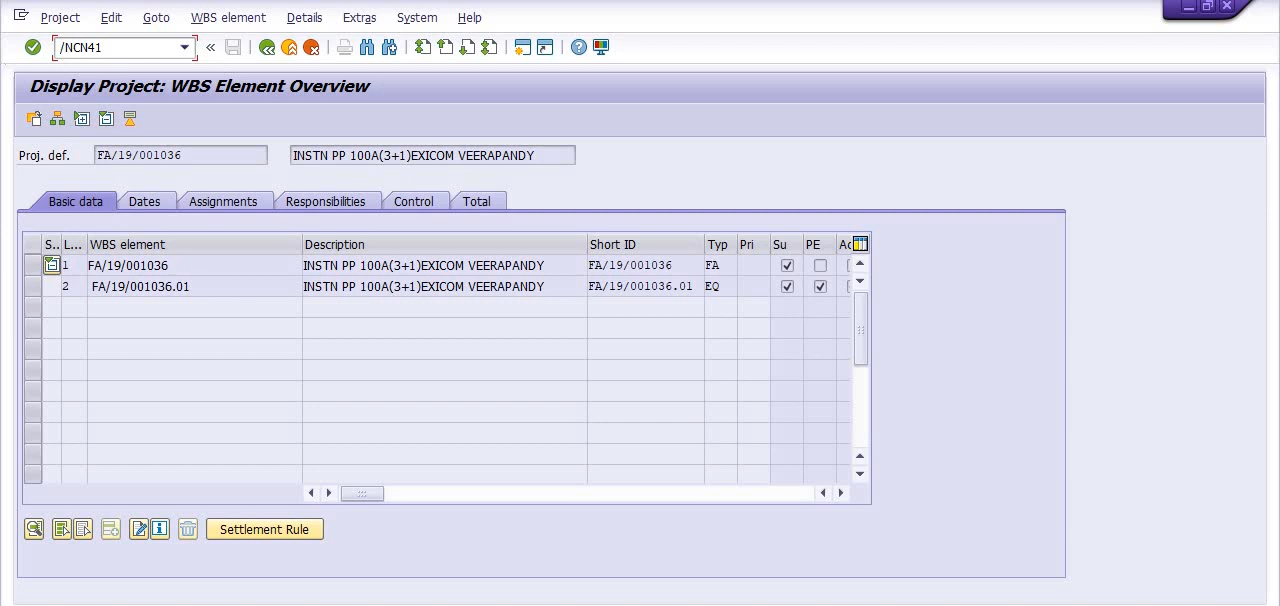 Project Edit Goto WBS element Details Extras System Help
/NCN41
Display Project: WBS Element Overview
Proj. def. FA/19/001036 INSTN PP 100A(3+1)EXICOM VEERAPANDY
Basic data Dates Assignments Responsibilities Control Total
S.. L... WBS element Description Short ID Typ Pri Su PE Ac
1 FA/19/001036 INSTN PP 100A(3+1)EXICOM VEERAPANDY FA/19/001036 FA
2 FA/19/001036.01 INSTN PP 100A(3+1)EXICOM VEERAPANDY FA/19/001036.01 EQ
Settlement Rule